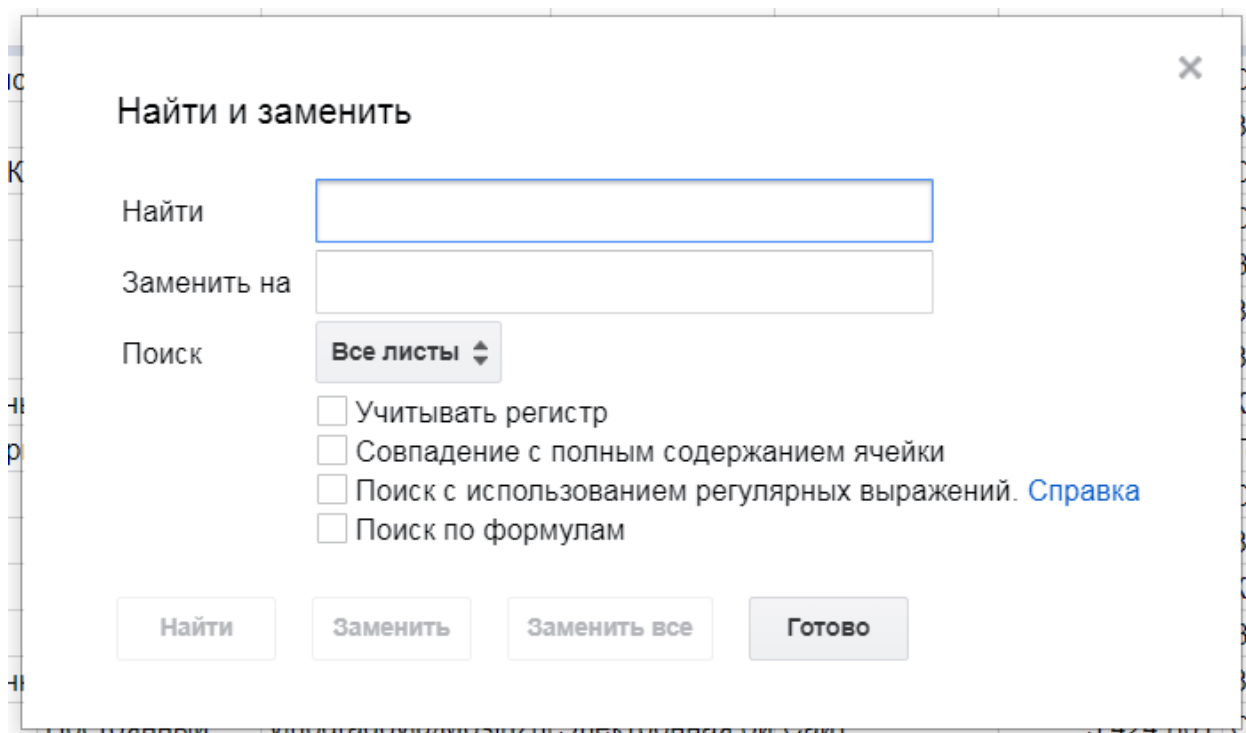 Найти и заменить
Найти
Заменить на
Поиск Все листы
Учитывать регистр
Совпадение с полным содержанием ячейки
Поиск с использованием регулярных выражений. Справка
Поиск по формулам
Найти Заменить Заменить все Готово